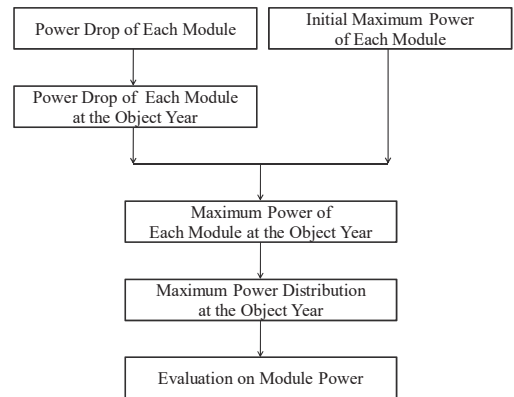 Power Drop of Each Module
Initial Maximum Power
of Each Module
Power Drop of Each Module
at the Object Year
Maximum Power of
Each Module at the Object Year
Maximum Power Distribution
at the Object Year
Evaluation on Module Power